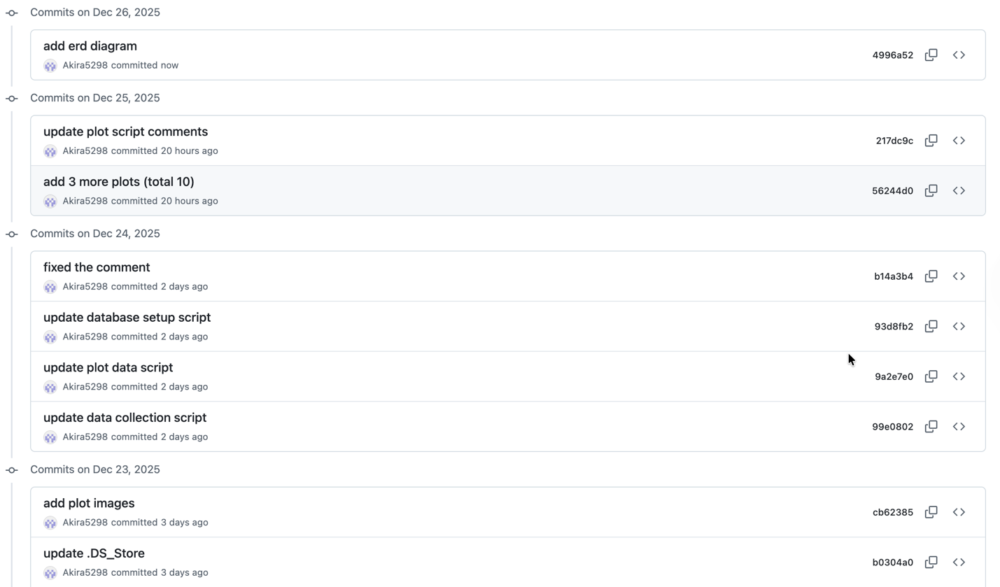 Commits on Dec 26, 2025
add erd diagram
4996a52
Akira5298 committed now
Commits on Dec 25, 2025
update plot script comments
217dc9c
Akira5298 committed 20 hours ago
add 3 more plots (total 10)
56244d0
Akira5298 committed 20 hours ago
Commits on Dec 24, 2025
fixed the comment
b14a3b4
Akira5298 committed 2 days ago
update database setup script
93d8fb2
Akira5298 committed 2 days ago
update plot data script
9a2e7e0
Akira5298 committed 2 days ago
update data collection script
99e0802
Akira5298 committed 2 days ago
Commits on Dec 23, 2025
add plot images
cb62385
Akira5298 committed 3 days ago
update .DS_Store
b0304a0
Akira5298 committed 3 days ago